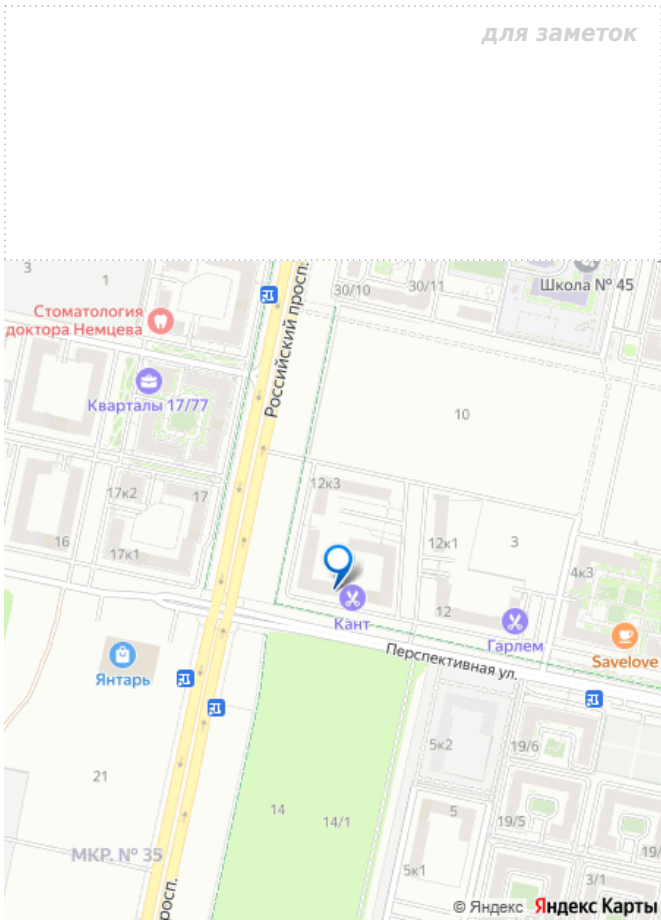 для заметок
3
1
Российский просп.
30/10
30/11
Школа № 45
Стоматология
доктора Немцева
Кварталы 17/77
10
17к2
17
12к3
16
17к1
12к1
3
4к3
12
Кант
Гарлем
Savelove
Янтарь
Перспективная ул.
5к2
19/6
21
14
14/1
5
19/5
19/
МКР. № 35
5к1
3/1
росп.
© Яндекс Яндекс Карты